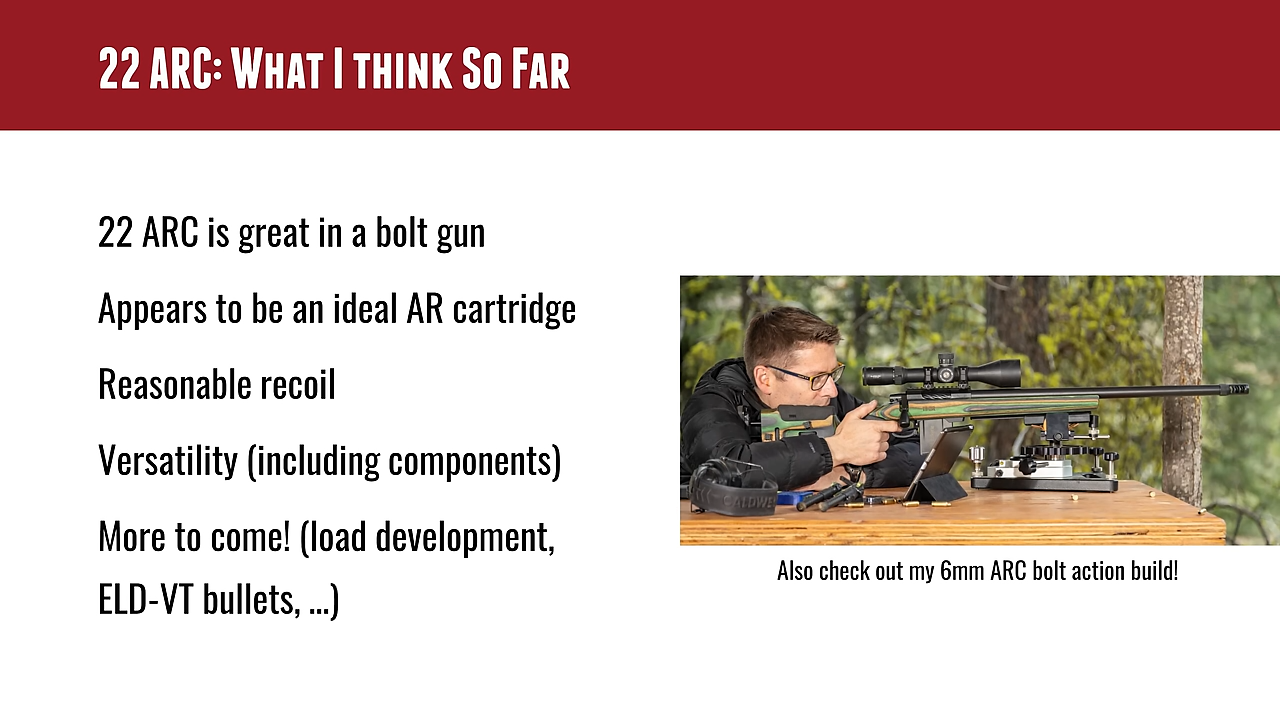 22 ARC: What I think So Far
22 ARC is great in a bolt gun
Appears to be an ideal AR cartridge
Reasonable recoil
Versatility (including components)
More to come! (load development,
ELD-VT bullets, ...)
CALDWE
Also check out my 6mm ARC bolt action build!